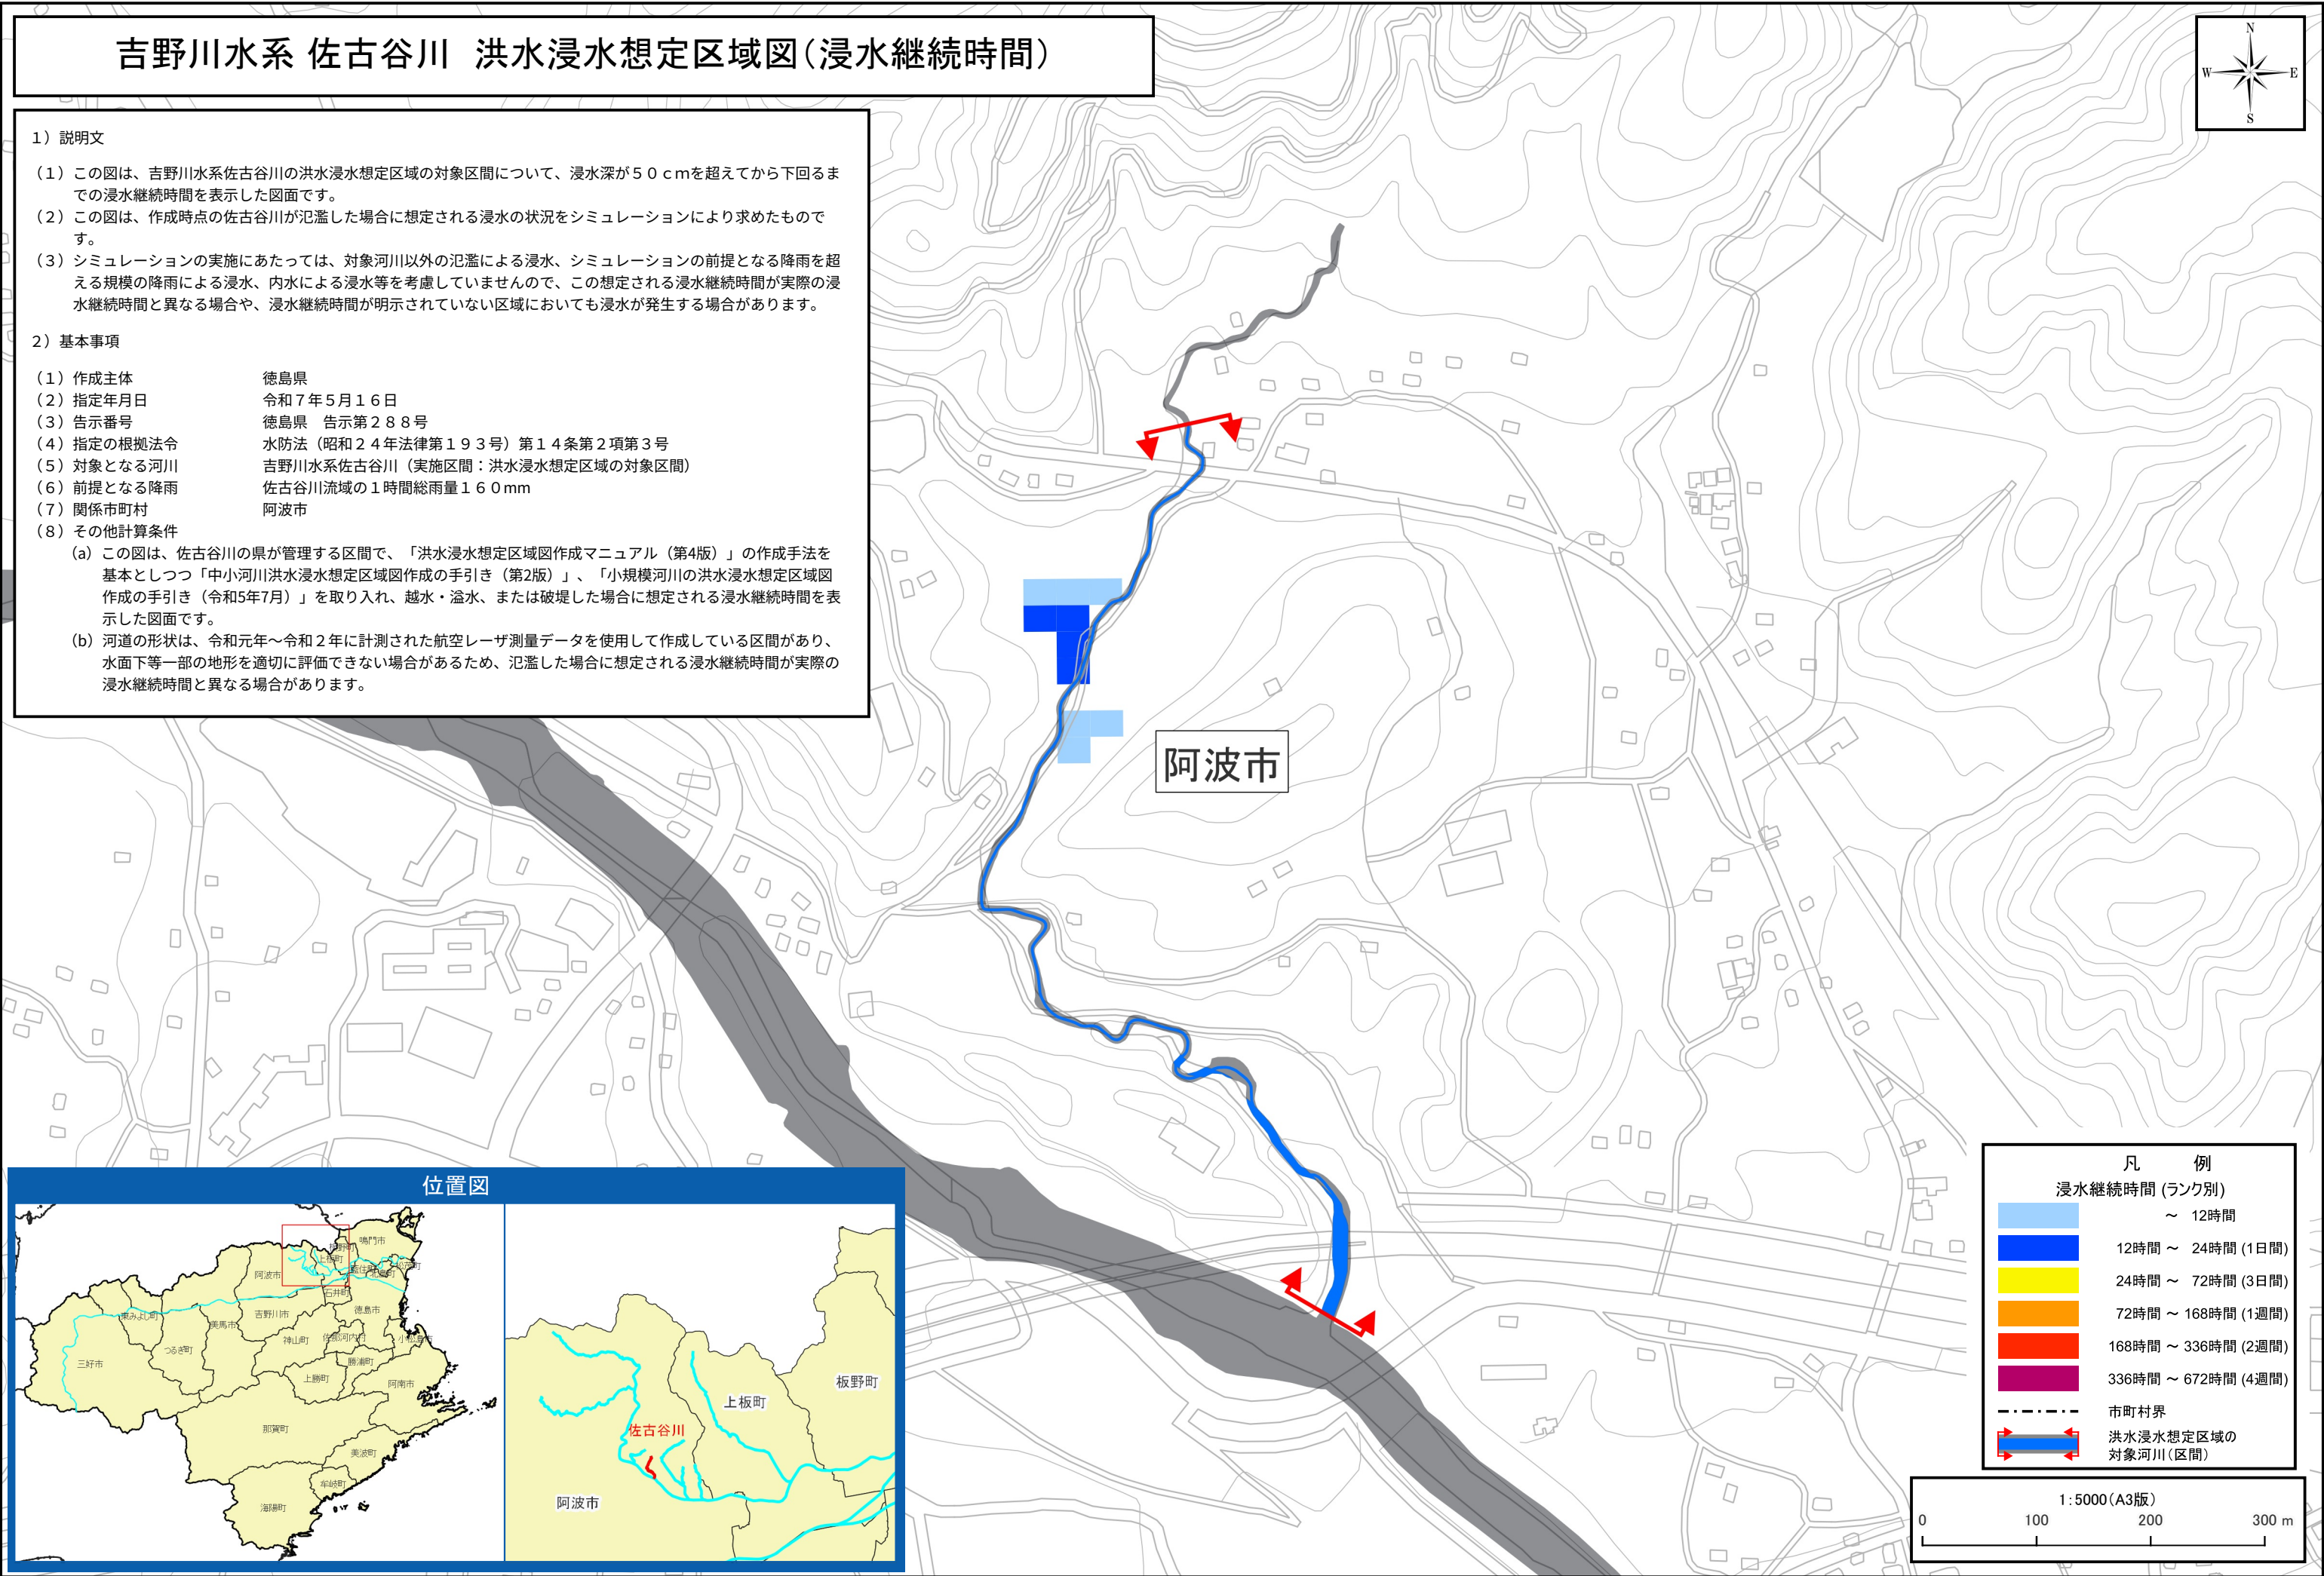 吉野川水系 佐古谷川　洪水浸水想定区域図（浸水継続時間）
N
W
E
S
１）説明文
（１）この図は、吉野川水系佐古谷川の洪水浸水想定区域の対象区間について、浸水深が５０ｃｍを超えてから下回るま
での浸水継続時間を表示した図面です。
（２）この図は、作成時点の佐古谷川が氾濫した場合に想定される浸水の状況をシミュレーションにより求めたもので
す。
（３）シミュレーションの実施にあたっては、対象河川以外の氾濫による浸水、シミュレーションの前提となる降雨を超
える規模の降雨による浸水、内水による浸水等を考慮していませんので、この想定される浸水継続時間が実際の浸
水継続時間と異なる場合や、浸水継続時間が明示されていない区域においても浸水が発生する場合があります。
２）基本事項
（１）作成主体　徳島県
（２）指定年月日　令和７年５月１６日
（３）告示番号　徳島県　告示第２８８号
（４）指定の根拠法令　水防法（昭和２４年法律第１９３号）第１４条第２項第３号
（５）対象となる河川　吉野川水系佐古谷川（実施区間：洪水浸水想定区域の対象区間）
（６）前提となる降雨　佐古谷川流域の１時間総雨量１６０mm
（７）関係市町村　阿波市
（８）その他計算条件
（a）この図は、佐古谷川の県が管理する区間で、「洪水浸水想定区域図作成マニュアル（第4版）」の作成手法を
基本としつつ「中小河川洪水浸水想定区域図作成の手引き（第2版）」、「小規模河川の洪水浸水想定区域図
作成の手引き（令和5年7月）」を取り入れ、越水・溢水、または破堤した場合に想定される浸水継続時間を表
示した図面です。
（b）河道の形状は、令和元年～令和２年に計測された航空レーザ測量データを使用して作成している区間があり、
水面下等一部の地形を適切に評価できない場合があるため、氾濫した場合に想定される浸水継続時間が実際の
浸水継続時間と異なる場合があります。
阿波市
位置図
鳴門市
板野町
上板町
阿波市
石井町
徳島市
吉野川市
美馬市
東みよし町
つるぎ町
三好市
神山町
佐那河内村
小松島市
勝浦町
上勝町
阿南市
那賀町
美波町
牟岐町
海陽町
板野町
上板町
佐古谷川
阿波市
凡　例
浸水継続時間 (ランク別)
～ 12時間
12時間 ～ 24時間 (1日間)
24時間 ～ 72時間 (3日間)
72時間 ～ 168時間 (1週間)
168時間 ～ 336時間 (2週間)
336時間 ～ 672時間 (4週間)
市町村界
洪水浸水想定区域の
対象河川（区間）
1:5000（A3版）
0 100 200 300 m